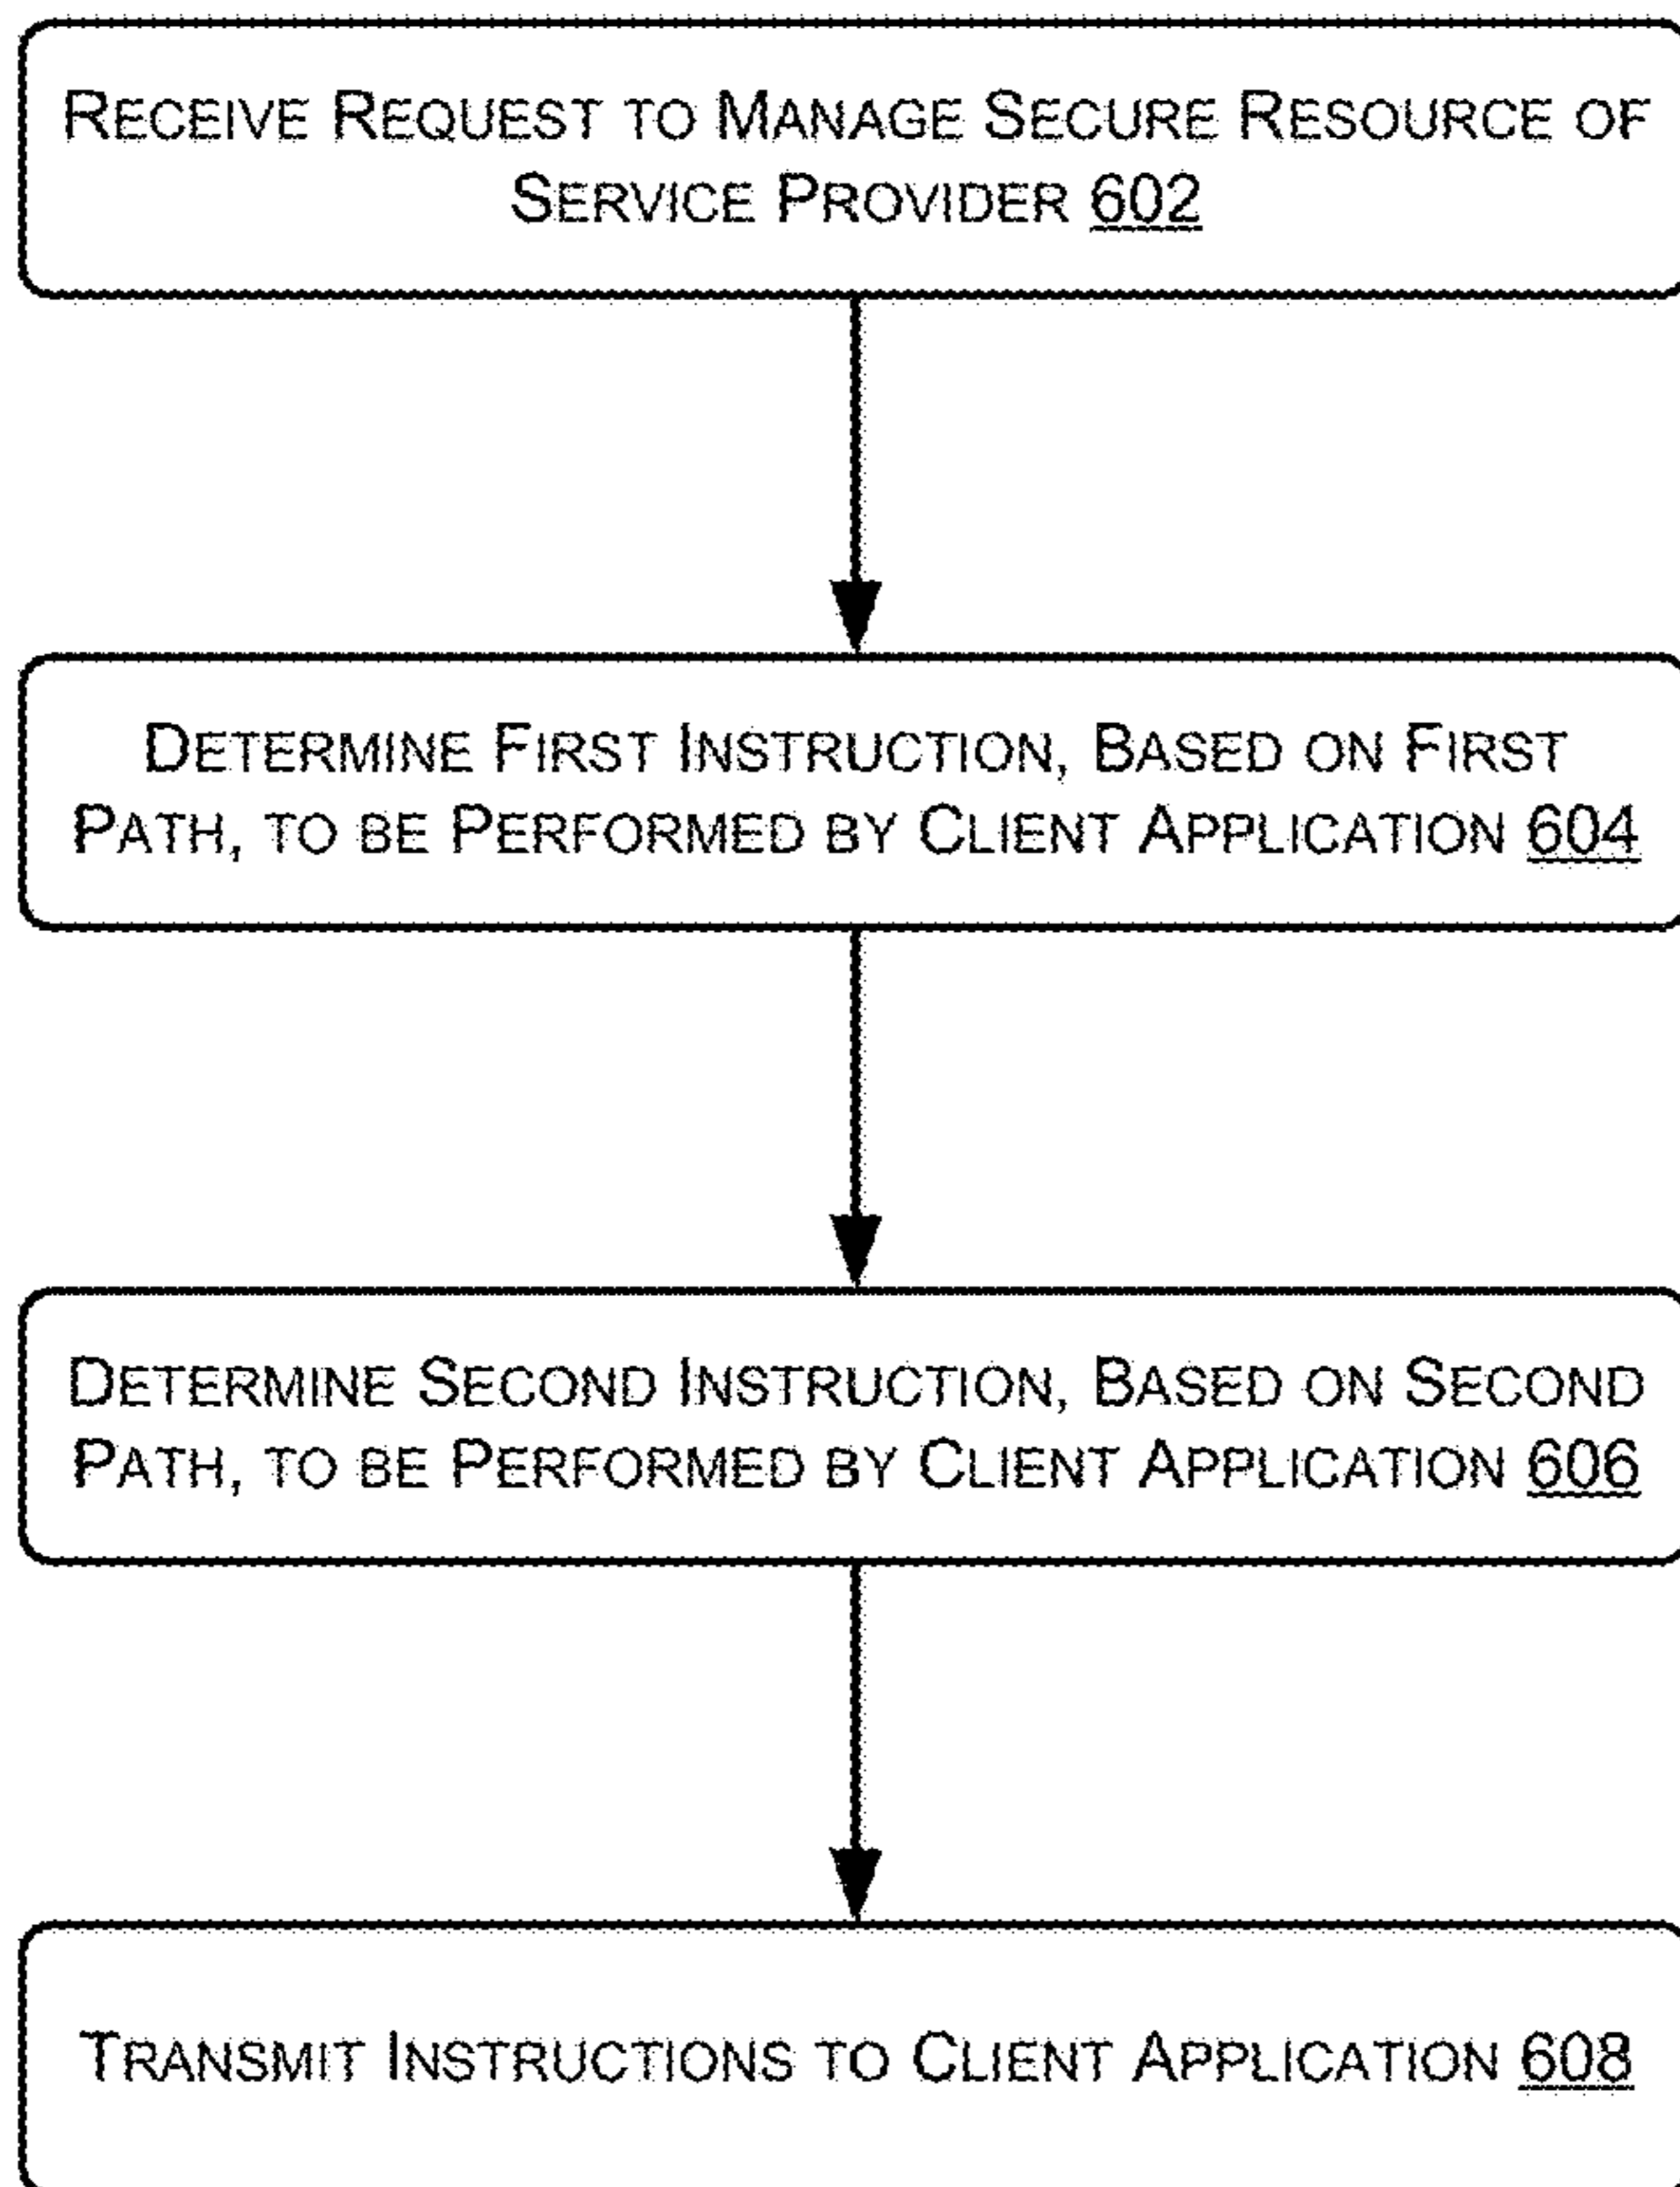 RECEIVE REQUEST TO MANAGE SECURE RESOURCE OF
SERVICE PROVIDER 602
DETERMINE FIRST INSTRUCTION, BASED ON FIRST
PATH, TO BE PERFORMED BY CLIENT APPLICATION 604
DETERMINE SECOND INSTRUCTION, BASED ON SECOND
PATH, TO BE PERFORMED BY CLIENT APPLICATION 606
TRANSMIT INSTRUCTIONS TO CLIENT APPLICATION 608